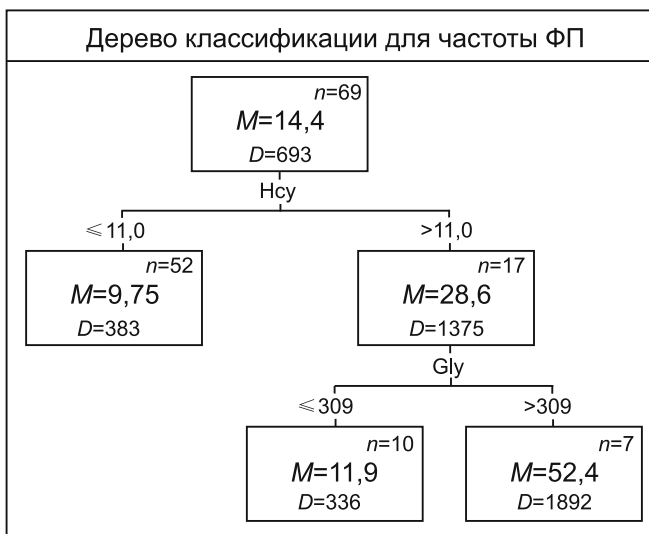 Дерево классификации для частоты ФП
n=69
M=14,4
D=693
Hcy
≤11,0 >11,0
n=52 n=17
M=9,75 M=28,6
D=383 D=1375
Gly
≤309 >309
n=10 n=7
M=11,9 M=52,4
D=336 D=1892